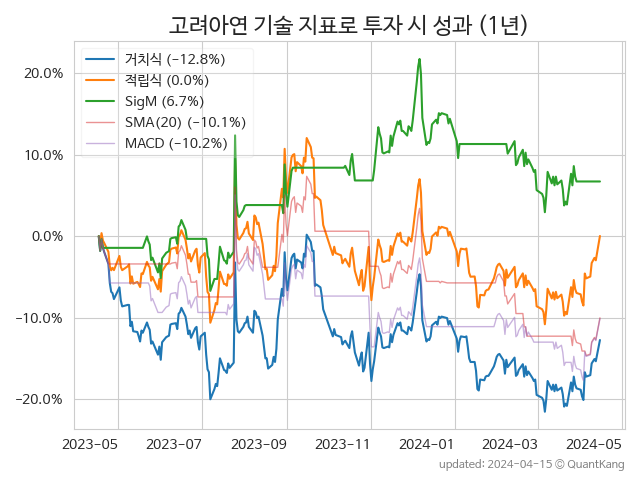 고려아연 기술 지표로 투자 시 성과 (1년)
거치식 (−12.8%)
적립식 (0.0%)
SigM (6.7%)
SMA(20) (−10.1%)
MACD (−10.2%)
20.0%
10.0%
0.0%
−10.0%
−20.0%
2023-05 2023-07 2023-09 2023-11 2024-01 2024-03 2024-05
updated: 2024-04-15 © QuantKang